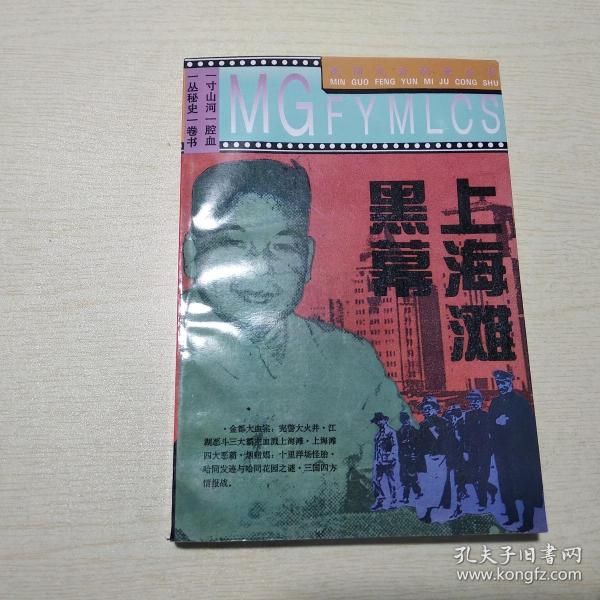 MIN GUO FENG YUN MI JU CONG SHU
MGFYMLCS
一寸山河一腔血
一丛秘史一卷书
上海滩
黑幕
·金都大血案：宪警大火并·江
湖恶斗三大霸主血溅上海滩·上海滩
四大恶霸·烟赌娼：十里洋场怪胎·
哈同发迹与哈同花园之谜·三国四方
情报战。
孔夫子旧书网
www.kongfz.com